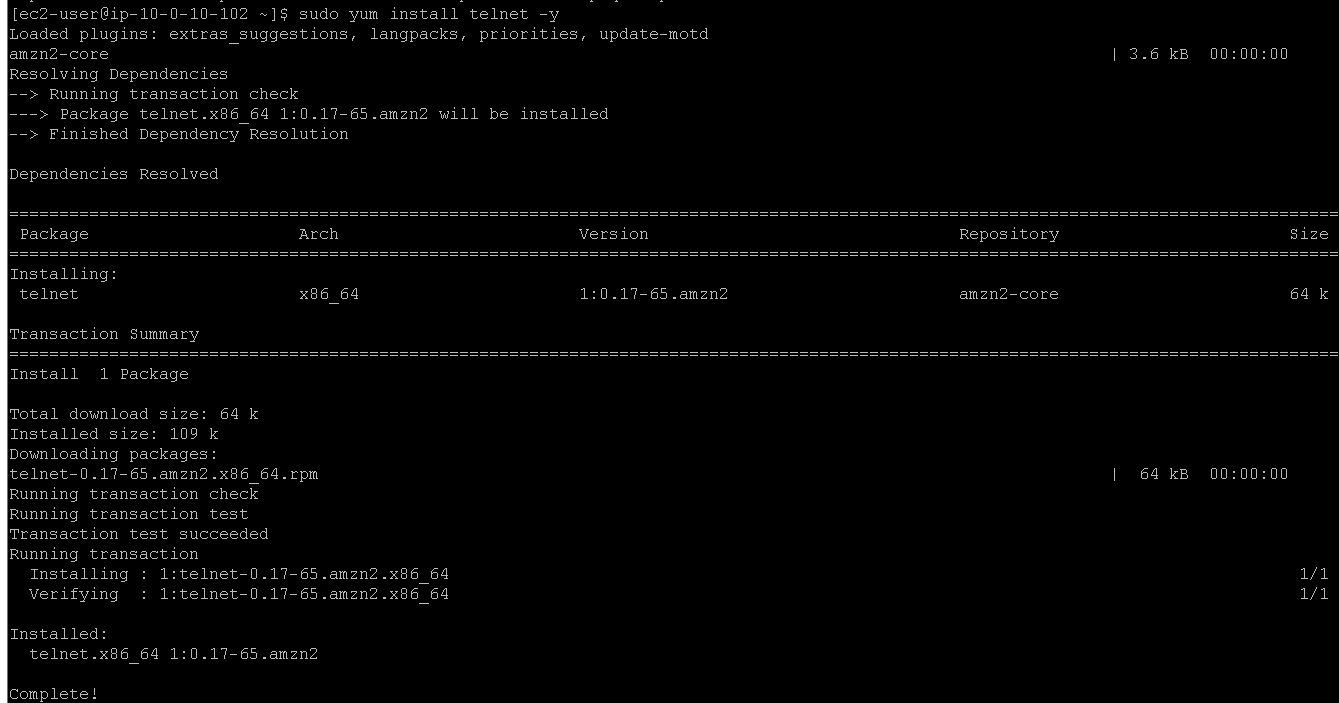 [ec2-user@ip-10-0-10-102 ~]$ sudo yum install telnet -y
Loaded plugins: extras_suggestions, langpacks, priorities, update-motd
amzn2-core | 3.6 kB 00:00:00
Resolving Dependencies
--> Running transaction check
---> Package telnet.x86_64 1:0.17-65.amzn2 will be installed
--> Finished Dependency Resolution
Dependencies Resolved
================================================================================
Package Arch Version Repository Size
================================================================================
Installing:
telnet x86_64 1:0.17-65.amzn2 amzn2-core 64 k
Transaction Summary
================================================================================
Install 1 Package
Total download size: 64 k
Installed size: 109 k
Downloading packages:
telnet-0.17-65.amzn2.x86_64.rpm | 64 kB 00:00:00
Running transaction check
Running transaction test
Transaction test succeeded
Running transaction
Installing : 1:telnet-0.17-65.amzn2.x86_64 1/1
Verifying : 1:telnet-0.17-65.amzn2.x86_64 1/1
Installed:
telnet.x86_64 1:0.17-65.amzn2
Complete!